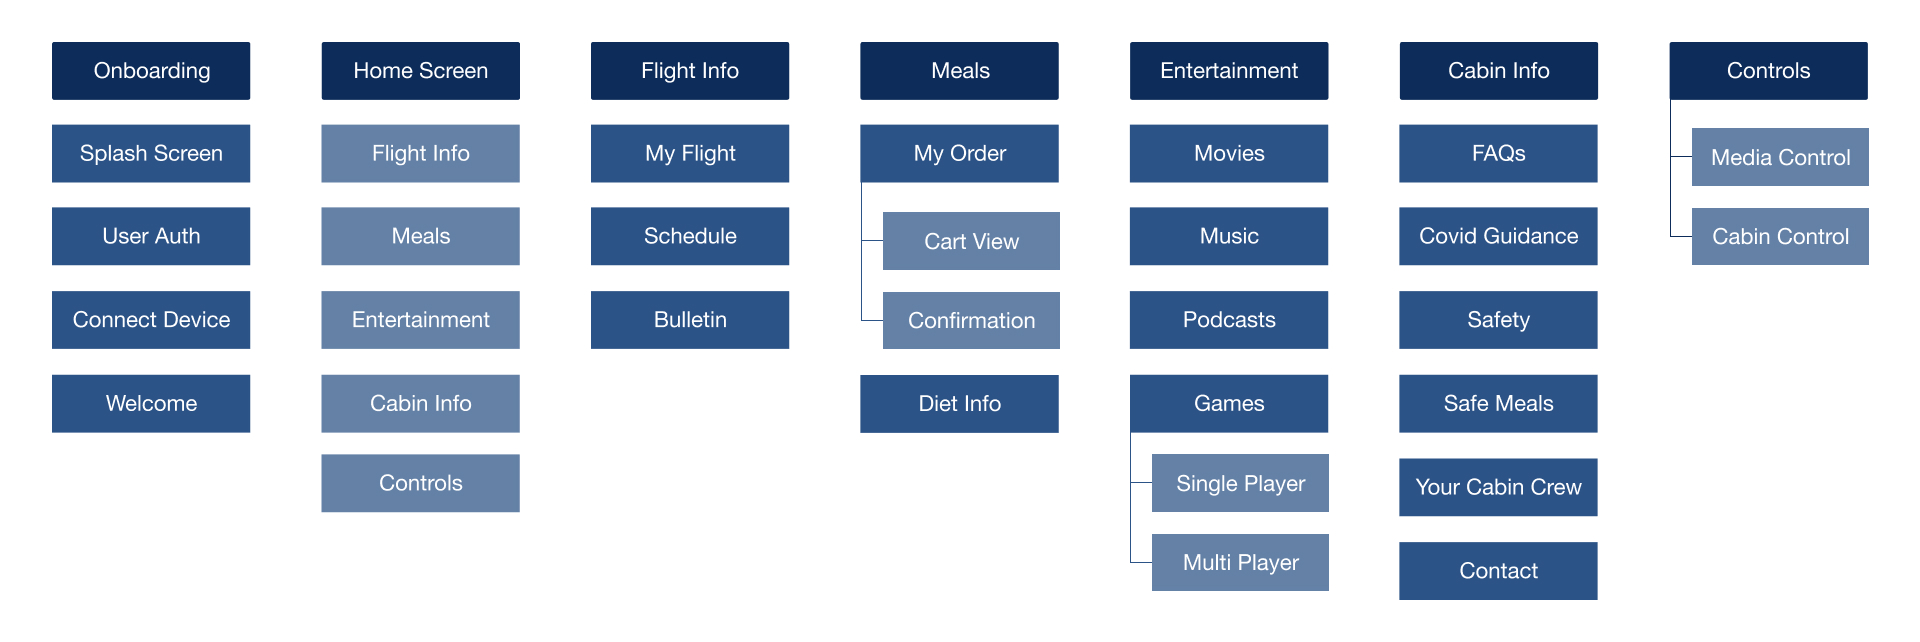 Onboarding
Splash Screen
User Auth
Connect Device
Welcome
Home Screen
Flight Info
Meals
Entertainment
Cabin Info
Controls
Flight Info
My Flight
Schedule
Bulletin
Meals
My Order
Cart View
Confirmation
Diet Info
Entertainment
Movies
Music
Podcasts
Games
Single Player
Multi Player
Cabin Info
FAQs
Covid Guidance
Safety
Safe Meals
Your Cabin Crew
Contact
Controls
Media Control
Cabin Control